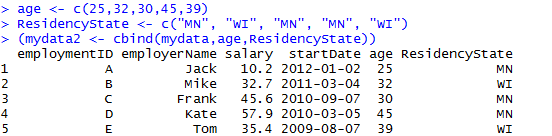 > age <- c(25,32,30,45,39)
> ResidencyState <- c("MN", "WI", "MN", "MN", "WI")
> (mydata2 <- cbind(mydata,age,ResidencyState))
  employmentID employerName salary  startDate age ResidencyState
1            A         Jack   10.2 2012-01-02  25             MN
2            B         Mike   32.7 2011-03-04  32             WI
3            C        Frank   45.6 2010-09-07  30             MN
4            D         Kate   57.9 2010-03-05  45             MN
5            E          Tom   35.4 2009-08-07  39             WI